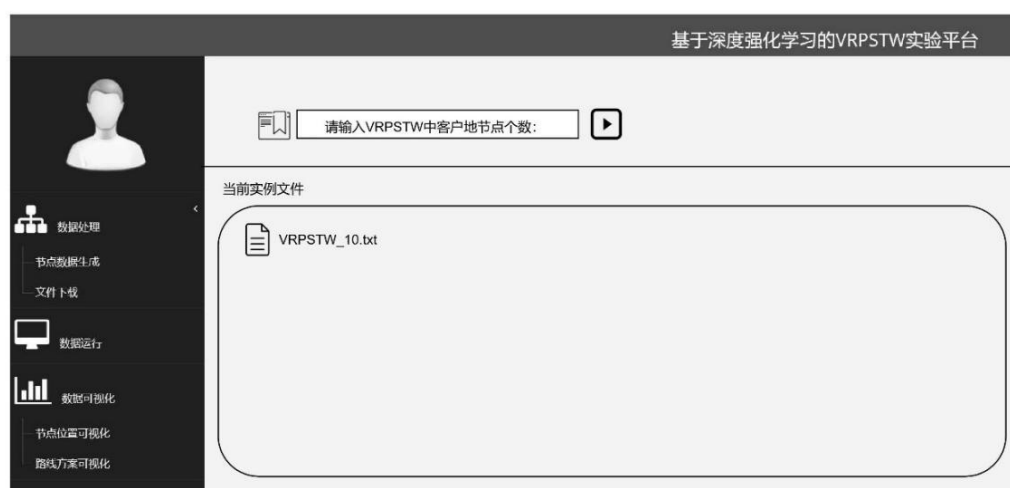 基于深度强化学习的VRPSTW实验平台
请输入VRPSTW中客户地节点个数：
当前实例文件
VRPSTW_10.txt
数据处理
节点数据生成
文件下载
数据运行
数据可视化
节点位置可视化
路线方案可视化